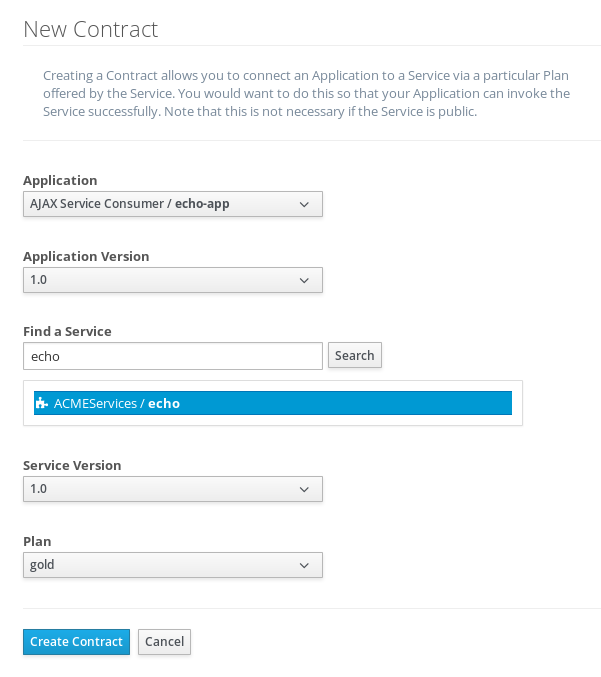 New Contract
Creating a Contract allows you to connect an Application to a Service via a particular Plan
offered by the Service. You would want to do this so that your Application can invoke the
Service successfully. Note that this is not necessary if the Service is public.
Application
AJAX Service Consumer / echo-app
Application Version
1.0
Find a Service
echo Search
ACMEServices / echo
Service Version
1.0
Plan
gold
Create Contract Cancel